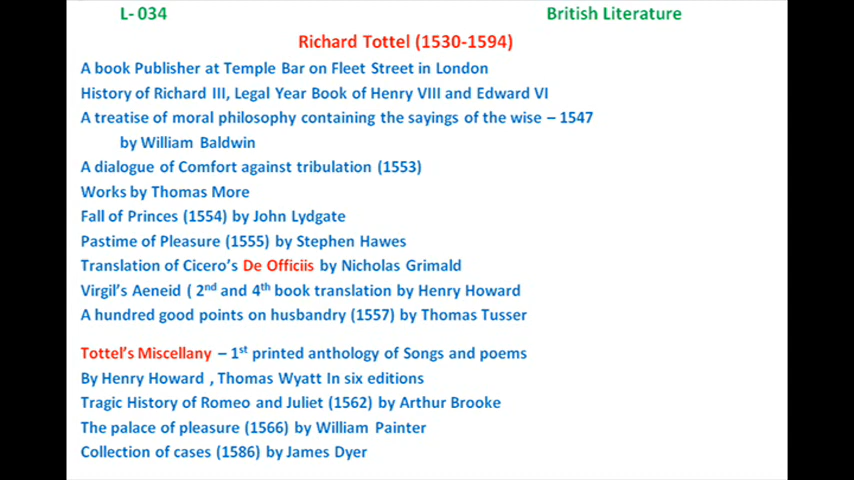 L- 034 British Literature
Richard Tottel (1530-1594)
A book Publisher at Temple Bar on Fleet Street in London
History of Richard III, Legal Year Book of Henry VIII and Edward VI
A treatise of moral philosophy containing the sayings of the wise – 1547
by William Baldwin
A dialogue of Comfort against tribulation (1553)
Works by Thomas More
Fall of Princes (1554) by John Lydgate
Pastime of Pleasure (1555) by Stephen Hawes
Translation of Cicero's De Officiis by Nicholas Grimald
Virgil's Aeneid ( 2nd and 4th book translation by Henry Howard
A hundred good points on husbandry (1557) by Thomas Tusser
Tottel's Miscellany – 1st printed anthology of Songs and poems
By Henry Howard , Thomas Wyatt In six editions
Tragic History of Romeo and Juliet (1562) by Arthur Brooke
The palace of pleasure (1566) by William Painter
Collection of cases (1586) by James Dyer